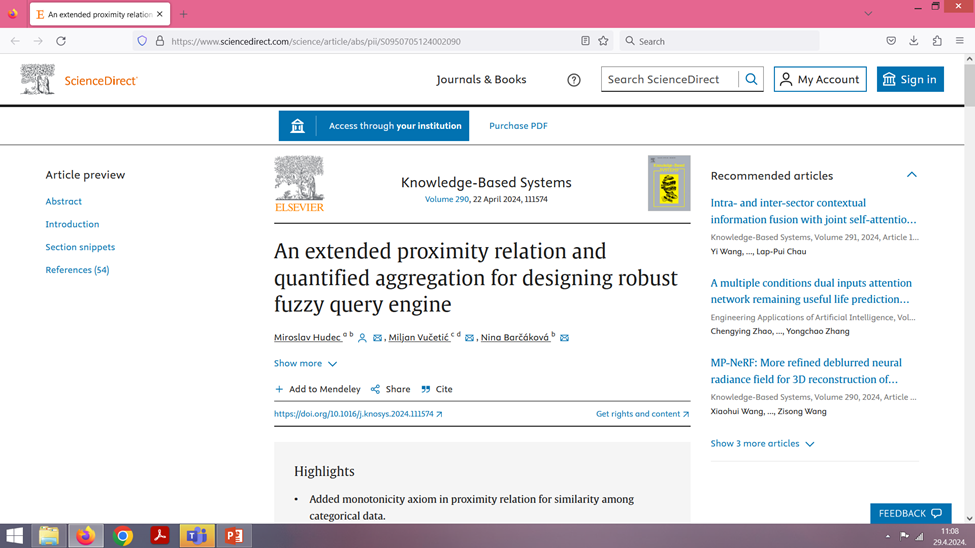 An extended proximity relation
https://www.sciencedirect.com/science/article/abs/pii/S0950705124002090
Search
ScienceDirect
Journals & Books
Search ScienceDirect
My Account
Sign in
Access through your institution
Purchase PDF
Article preview
Abstract
Introduction
Section snippets
References (54)
ELSEVIER
Knowledge-Based Systems
Volume 290, 22 April 2024, 111574
An extended proximity relation and
quantified aggregation for designing robust
fuzzy query engine
Miroslav Hudec a b, Miljan Vučetić c d, Nina Barčáková b
Show more
Add to Mendeley Share Cite
https://doi.org/10.1016/j.knosys.2024.111574
Get rights and content
Highlights
• Added monotonicity axiom in proximity relation for similarity among
categorical data.
Recommended articles
Intra- and inter-sector contextual
information fusion with joint self-attentio...
Knowledge-Based Systems, Volume 291, 2024, Article 1...
Yi Wang, ..., Lap-Pui Chau
A multiple conditions dual inputs attention
network remaining useful life prediction...
Engineering Applications of Artificial Intelligence, Vol...
Chengying Zhao, ..., Yongchao Zhang
MP-NeRF: More refined deblurred neural
radiance field for 3D reconstruction of...
Knowledge-Based Systems, Volume 290, 2024, Article ...
Xiaohui Wang, ..., Zisong Wang
Show 3 more articles
FEEDBACK
11:08
29.4.2024.